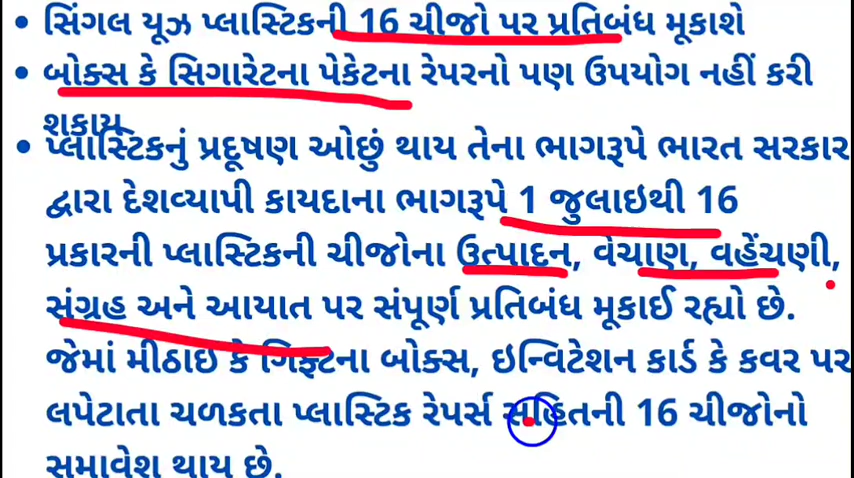 • સિંગલ યૂઝ પ્લાસ્ટિકની 16 ચીજો પર પ્રતિબંધ મૂકાશે
• બોક્સ કે સિગારેટના પેકેટના રેપરનો પણ ઉપયોગ નહીં કરી
શકાય
• પ્લાસ્ટિકનું પ્રદૂષણ ઓછું થાય તેના ભાગરૂપે ભારત સરકાર
દ્વારા દેશવ્યાપી કાયદાના ભાગરૂપે 1 જુલાઇથી 16
પ્રકારની પ્લાસ્ટિકની ચીજોના ઉત્પાદન, વેચાણ, વહેંચણી,
સંગ્રહ અને આયાત પર સંપૂર્ણ પ્રતિબંધ મૂકાઈ રહ્યો છે.
જેમાં મીઠાઇ કે ગિફ્ટના બોક્સ, ઇન્વિટેશન કાર્ડ કે કવર પર
લપેટાતા ચળકતા પ્લાસ્ટિક રેપર્સ સહિતની 16 ચીજોનો
સમાવેશ થાય છે.